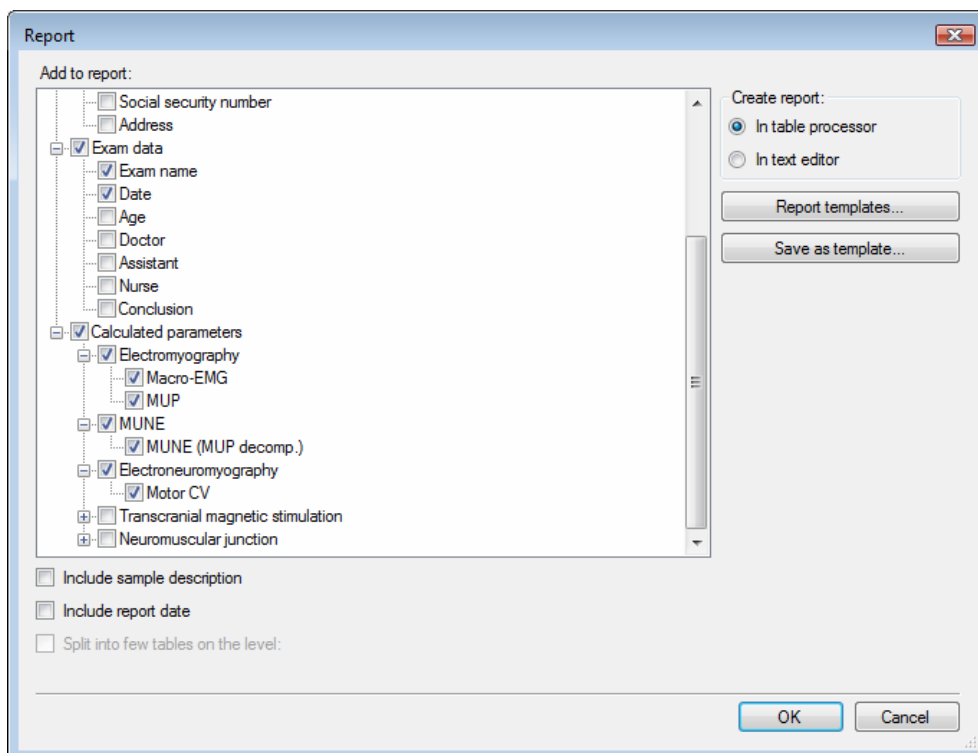 Report
Add to report:
Social security number
Address
Exam data
Exam name
Date
Age
Doctor
Assistant
Nurse
Conclusion
Calculated parameters
Electromyography
Macro-EMG
MUP
MUNE
MUNE (MUP decomp.)
Electroneuromyography
Motor CV
Transcranial magnetic stimulation
Neuromuscular junction
Create report:
In table processor
In text editor
Report templates...
Save as template...
Include sample description
Include report date
Split into few tables on the level:
OK
Cancel